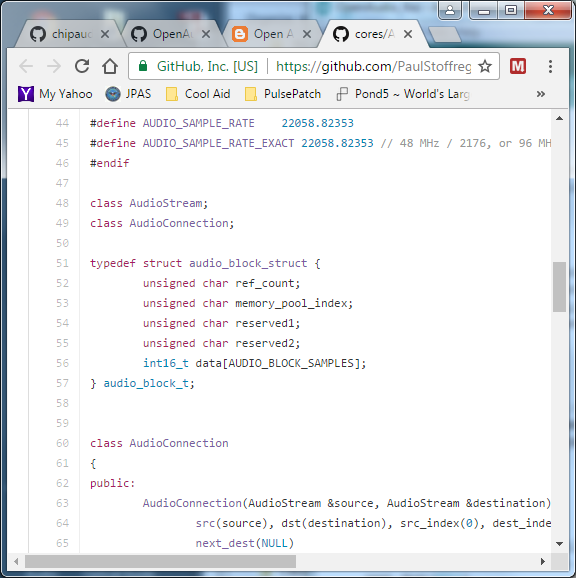 chipauc
OpenAu
Open A
cores/A
GitHub, Inc. [US]
https://github.com/PaulStoffreg
M
My Yahoo
JPAS
Cool Aid
PulsePatch
Pond5 ~ World's Larg
»
44 #define AUDIO_SAMPLE_RATE 22058.82353
45 #define AUDIO_SAMPLE_RATE_EXACT 22058.82353 // 48 MHz / 2176, or 96 MH
46 #endif
47
48 class AudioStream;
49 class AudioConnection;
50
51 typedef struct audio_block_struct {
52 unsigned char ref_count;
53 unsigned char memory_pool_index;
54 unsigned char reserved1;
55 unsigned char reserved2;
56 int16_t data[AUDIO_BLOCK_SAMPLES];
57 } audio_block_t;
58
59
60 class AudioConnection
61 {
62 public:
63 AudioConnection(AudioStream &source, AudioStream &destination)
64 src(source), dst(destination), src_index(0), dest_inde
65 next_dest(NULL)